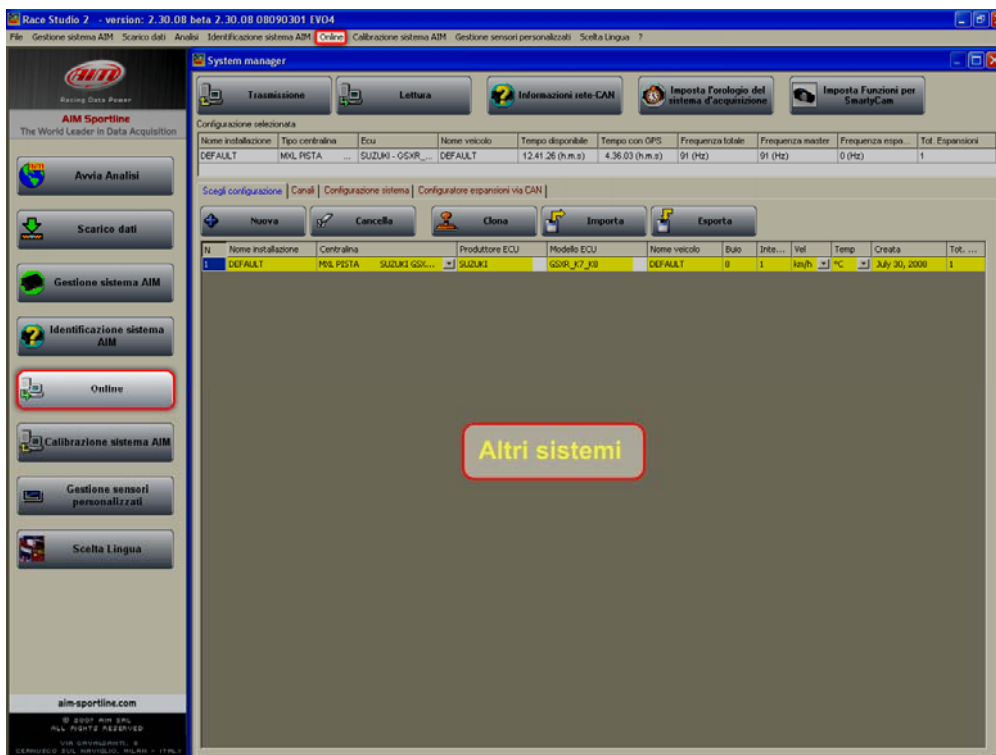 Race Studio 2 - version: 2.30.08 beta 2.30.08 08090301 EVO4
File Gestione sistema AIM Scarico dati Analisi Identificazione sistema AIM Online Calibrazione sistema AIM Gestione sensori personalizzati Scelta Lingua ?
AIM
Racing Data Power
AIM Sportline
The World Leader in Data Acquisition
Avvia Analisi
Scarico dati
Gestione sistema AIM
Identificazione sistema AIM
Online
Calibrazione sistema AIM
Gestione sensori personalizzati
Scelta Lingua
aim-sportline.com
© 2007 AIM SRL
ALL RIGHTS RESERVED
VIA CAVALCANTI, 8
CERNUSCO SUL NAVIGLIO, MILAN - ITALY
System manager
Trasmissione
Lettura
Informazioni rete-CAN
Imposta l'orologio del sistema d'acquisizione
Imposta Funzioni per SmartyCam
Configurazione selezionata
Nome installazione Tipo centralina Ecu Nome veicolo Tempo disponibile Tempo con GPS Frequenza totale Frequenza master Frequenza espa... Tot. Espansioni
DEFAULT MXL PISTA ... SUZUKI - GSXR_... DEFAULT 12.41.26 (h.m.s) 4.36.03 (h.m.s) 91 (Hz) 91 (Hz) 0 (Hz) 1
Scegli configurazione Canali Configurazione sistema Configuratore espansioni via CAN
Nuova
Cancella
Clona
Importa
Esporta
N Nome installazione Centralina Produttore ECU Modello ECU Nome veicolo Buio Inte... Vel Temp Creata Tot. ...
1 DEFAULT MXL PISTA SUZUKI GSX... SUZUKI GSXR_K7_K8 DEFAULT 0 1 km/h °C July 30, 2008 1
Altri sistemi